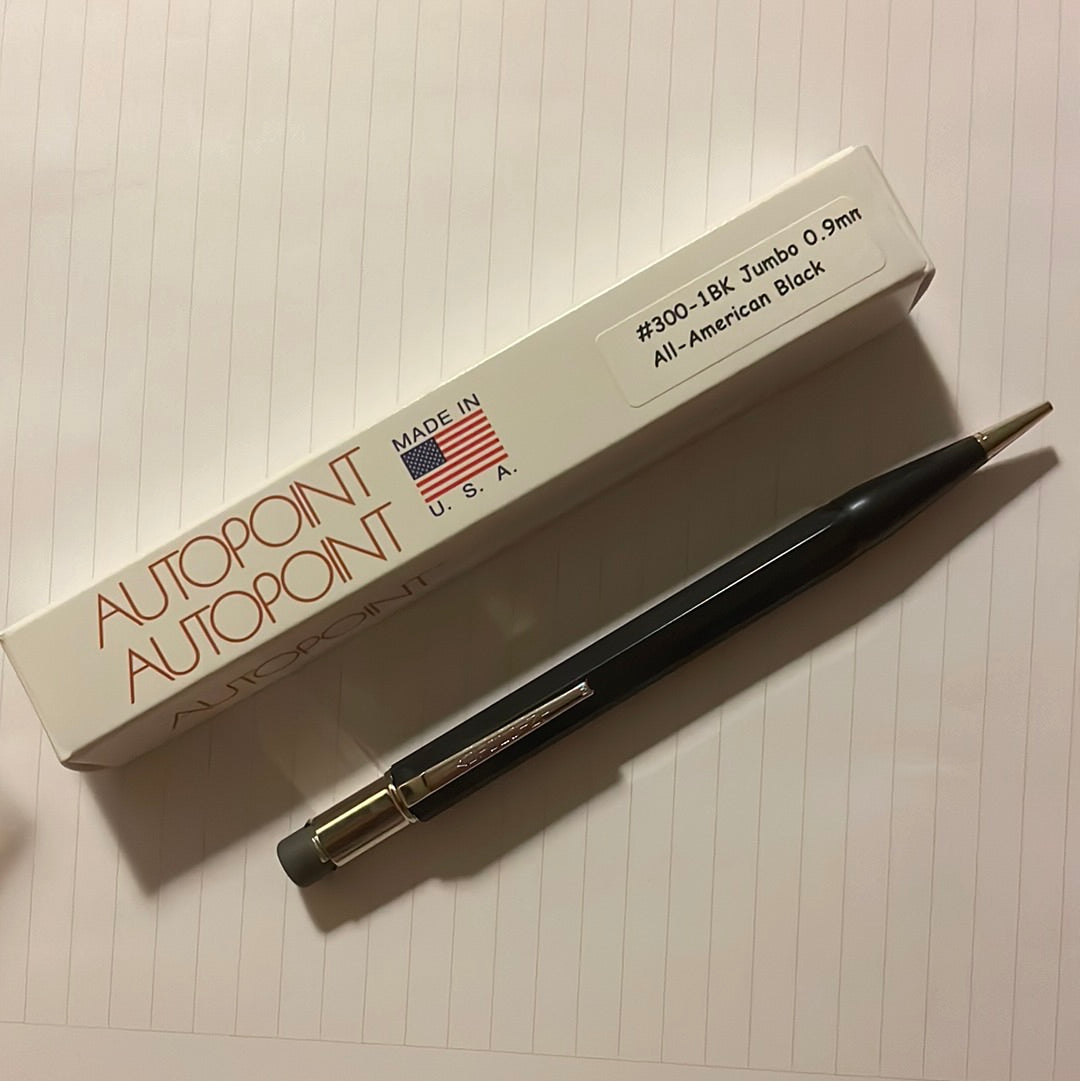 AUTOPOINT
AUTOPOINT
AUTOPOINT
MADE IN
U. S. A.
#300-1BK Jumbo 0.9mm
All-American Black